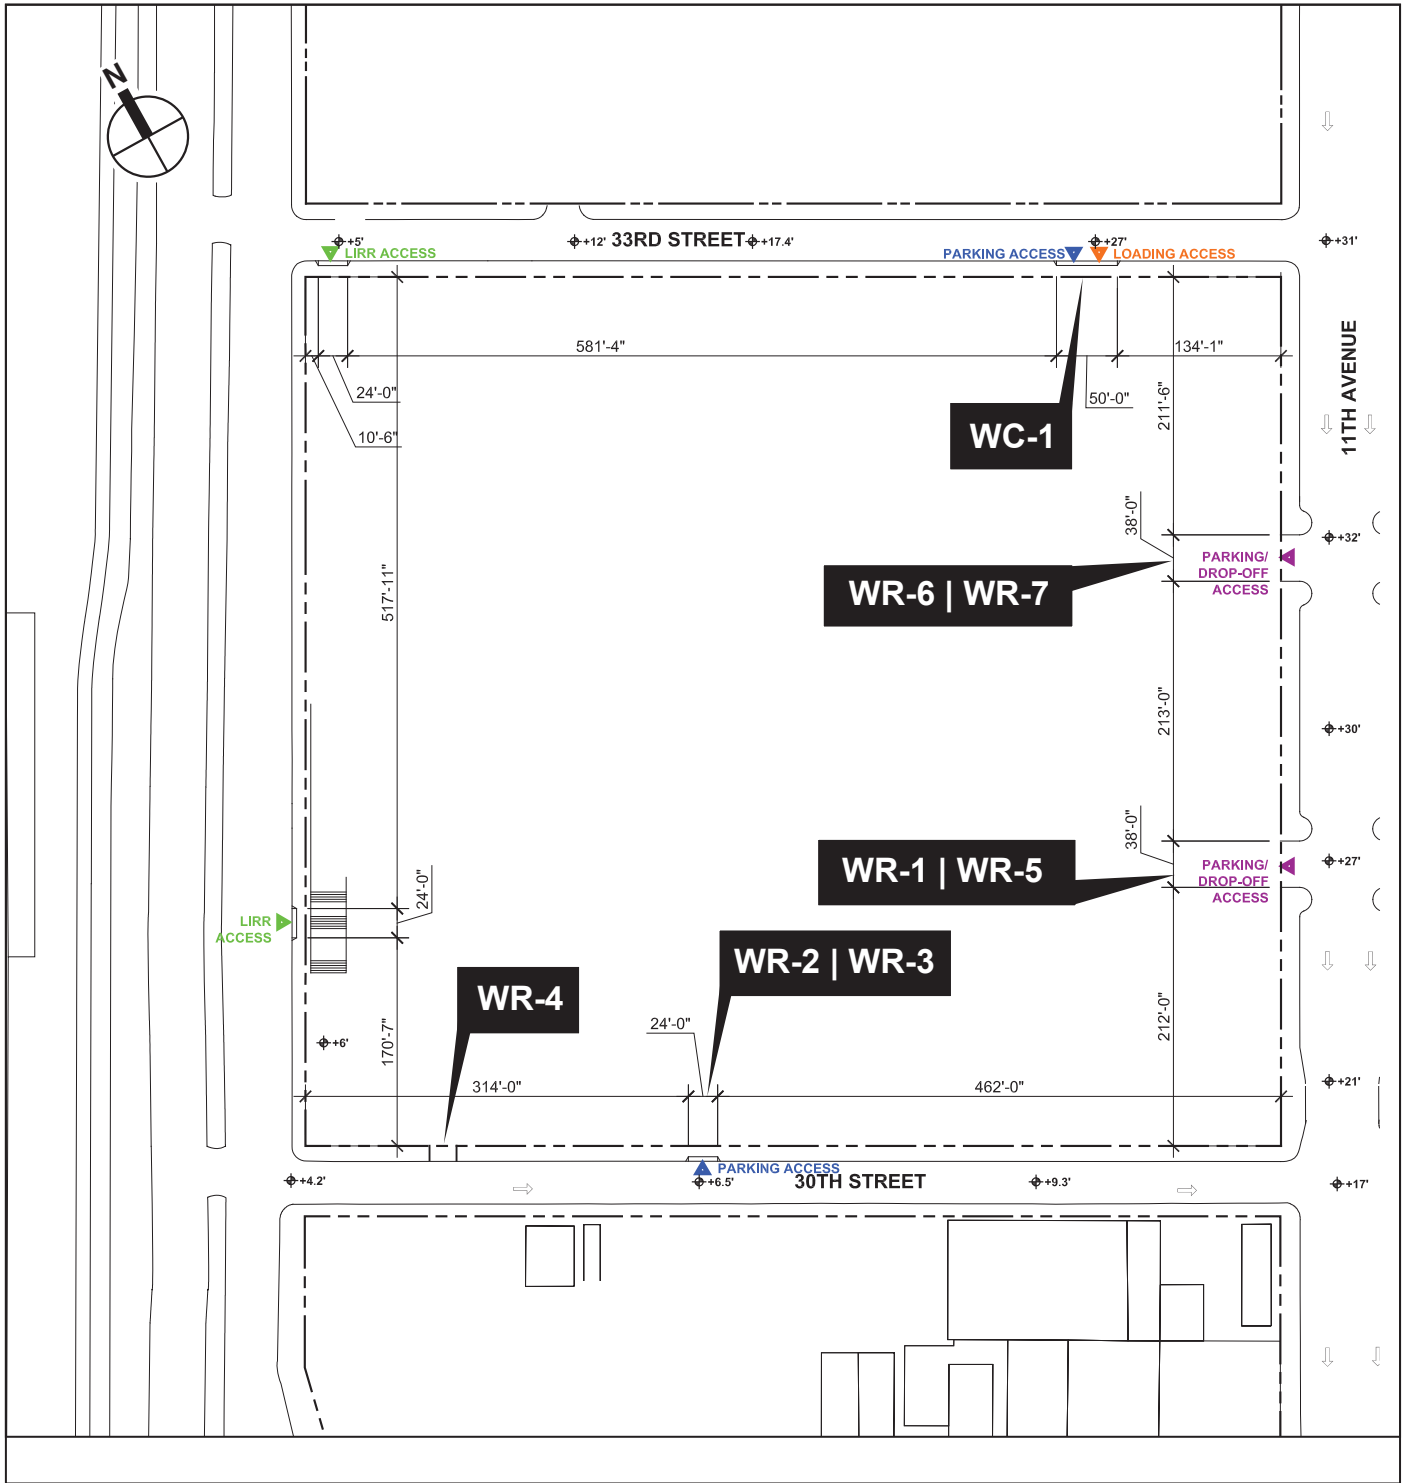 N
+5'
+12'
33RD STREET
+17.4'
+27'
+31'
LIRR ACCESS
PARKING ACCESS
LOADING ACCESS
11TH AVENUE
581'-4"
134'-1"
24'-0"
50'-0"
211'-6"
10'-6"
WC-1
38'-0"
+32'
PARKING/
DROP-OFF
ACCESS
WR-6 | WR-7
517'-11"
213'-0"
+30'
38'-0"
WR-1 | WR-5
+27'
PARKING/
DROP-OFF
ACCESS
24'-0"
LIRR
ACCESS
WR-2 | WR-3
WR-4
24'-0"
212'-0"
+6'
170'-7"
314'-0"
462'-0"
+21'
PARKING ACCESS
+4.2'
+6.5'
30TH STREET
+9.3'
+17'